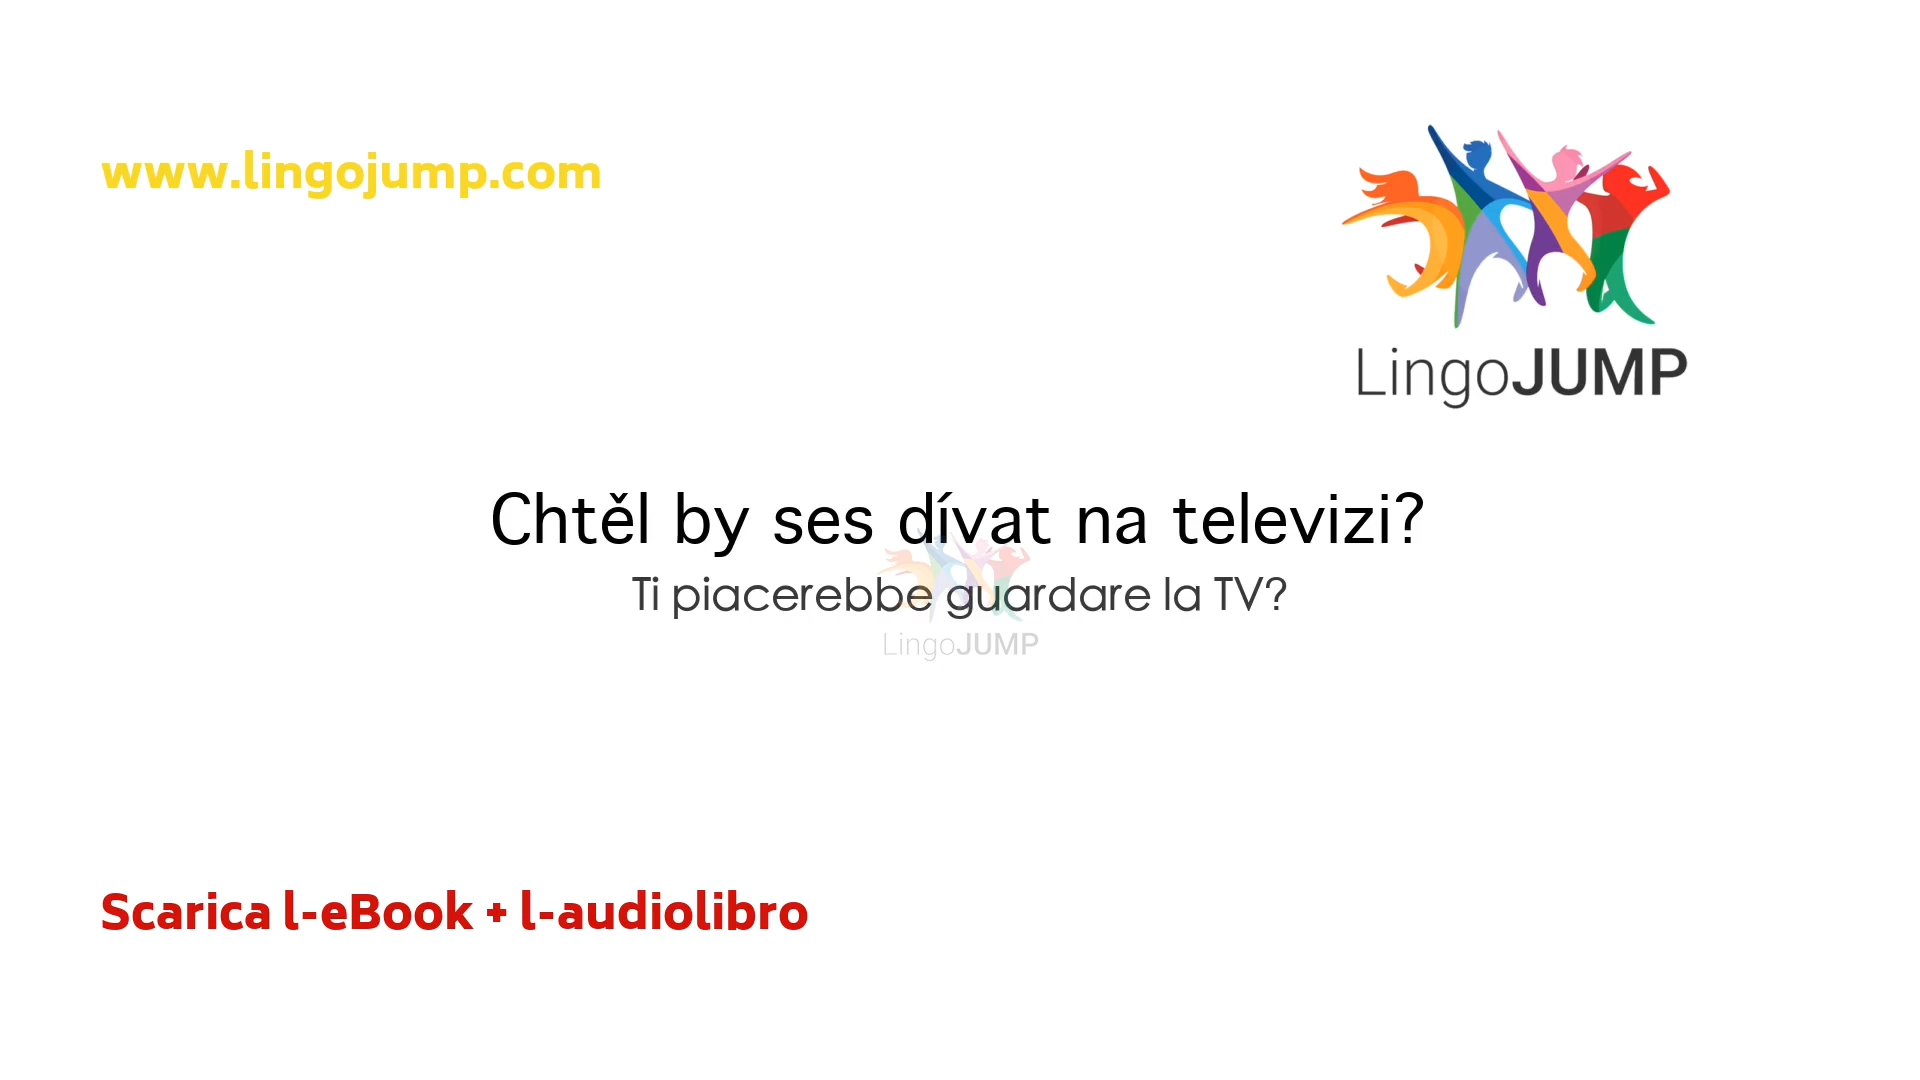 www.lingojump.com
LingoJUMP
Chtěl by ses dívat na televizi?
Ti piacerebbe guardare la TV?
LingoJUMP
Scarica l-eBook + l-audiolibro